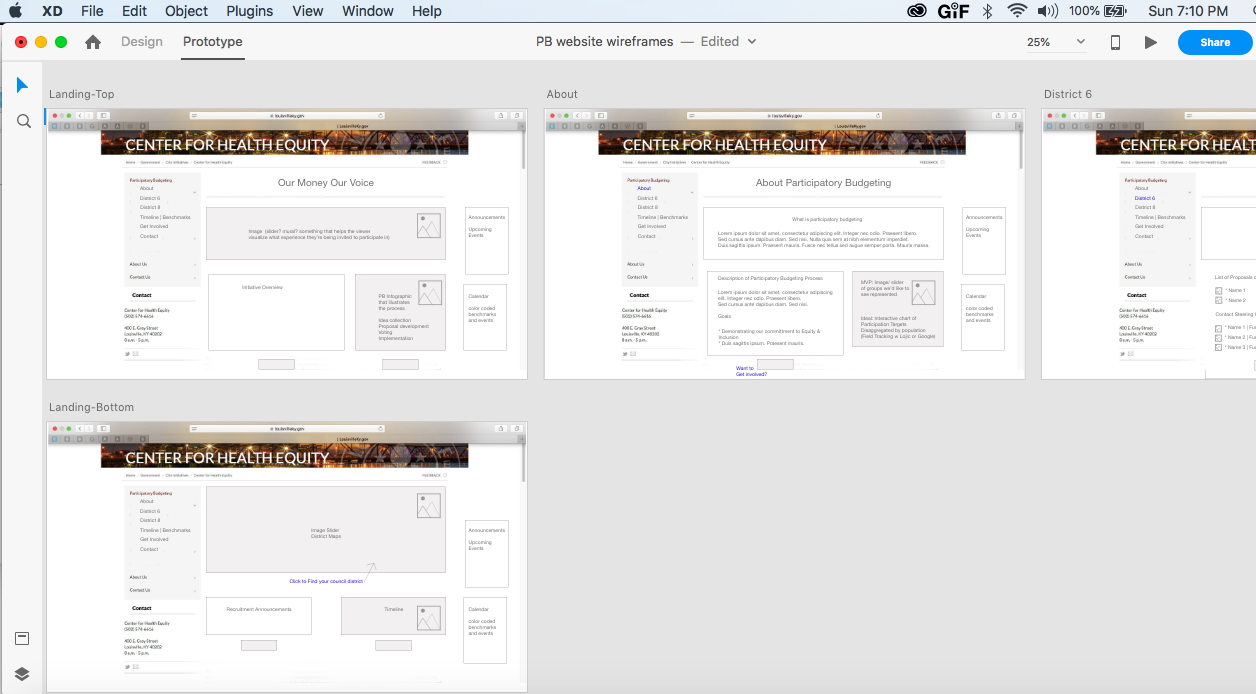 XD File Edit Object Plugins View Window Help GIF 100% Sun 7:10 PM
Design Prototype PB website wireframes — Edited 25% Share
Landing-Top
louisvilleky.gov
| Louisvilleky.gov
CENTER FOR HEALTH EQUITY
Home Government City Initiatives Center for Health Equity FEEDBACK
Participatory Budgeting
About
District 6
District 8
Timeline | Benchmarks
Get Involved
Contact
About Us
Contact Us
Contact
Center for Health Equity
(502) 574-6616
400 E. Gray Street
Louisville, KY 40202
8 a.m. - 5 p.m.
Our Money Our Voice
Image (slider? mural? something that helps the viewer
visualize what experience they're being invited to participate in)
Initiative Overview
PB Infographic
that illustrates
the process
Idea collection
Proposal development
Voting
Implementation
Announcements
Upcoming
Events
Calendar
color coded
benchmarks
and events
About
louisvilleky.gov
| Louisvilleky.gov
CENTER FOR HEALTH EQUITY
Home Government City Initiatives Center for Health Equity FEEDBACK
Participatory Budgeting
About
District 6
District 8
Timeline | Benchmarks
Get Involved
Contact
About Us
Contact Us
Contact
Center for Health Equity
(502) 574-6616
400 E. Gray Street
Louisville, KY 40202
8 a.m. - 5 p.m.
About Participatory Budgeting
What is participatory budgeting
Lorem ipsum dolor sit amet, consectetur adipiscing elit. Integer nec odio. Praesent libero.
Sed cursus ante dapibus diam. Sed nisi. Nulla quis sem at nibh elementum imperdiet.
Duis sagittis ipsum. Praesent mauris. Fusce nec tellus sed augue semper porta. Mauris massa.
Description of Participatory Budgeting Process
Lorem ipsum dolor sit amet, consectetur adipiscing
elit. Integer nec odio. Praesent libero.
Sed cursus ante dapibus diam. Sed nisi.
Goals
* Demonstrating our commitment to Equity &
Inclusion
* Duis sagittis ipsum. Praesent mauris.
MVP: Image/ slider
of groups we'd like to
see represented
Ideal: Interactive chart of
Participation Targets
Disaggregated by population
(Field Tracking w Lojic or Google)
Want to
Get involved?
Announcements
Upcoming
Events
Calendar
color coded
benchmarks
and events
District 6
CENTER FOR HEALTH EQUIT
Home Government City Initiatives Center for Health Equity
Participatory Budgeting
About
District 6
District 8
Timeline | Benchmarks
Get Involved
Contact
About Us
Contact Us
Contact
Center for Health Equity
(502) 574-6616
400 E. Gray Street
Louisville, KY 40202
8 a.m. - 5 p.m.
List of Proposals
* Name 1
* Name 2
Contact Steering
* Name 1 | Fu
* Name 2 | Fu
* Name 3 | Fu
Landing-Bottom
louisvilleky.gov
| Louisvilleky.gov
CENTER FOR HEALTH EQUITY
Home Government City Initiatives Center for Health Equity FEEDBACK
Participatory Budgeting
About
District 6
District 8
Timeline | Benchmarks
Get Involved
Contact
About Us
Contact Us
Contact
Center for Health Equity
(502) 574-6616
400 E. Gray Street
Louisville, KY 40202
8 a.m. - 5 p.m.
Image Slider
District Maps
Click to Find your council district
Recruitment Announcements
Timeline
Announcements
Upcoming
Events
Calendar
color coded
benchmarks
and events